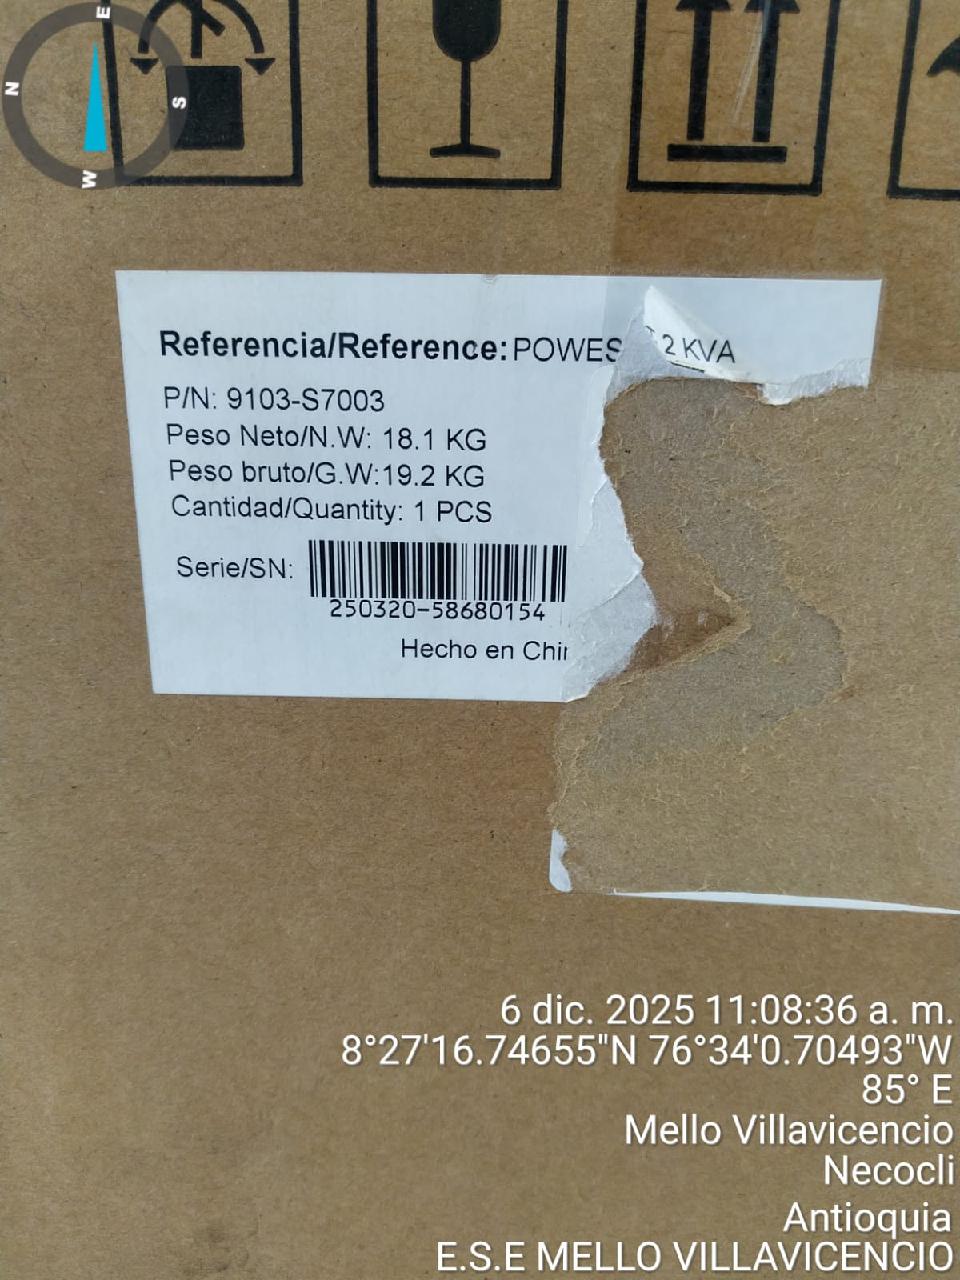 E
N
S
W
Referencia/Reference: POWES 2 KVA
P/N: 9103-S7003
Peso Neto/N.W: 18.1 KG
Peso bruto/G.W:19.2 KG
Cantidad/Quantity: 1 PCS
Serie/SN:
250320-58680154
Hecho en Chin
6 dic. 2025 11:08:36 a. m.
8°27'16.74655"N 76°34'0.70493"W
85° E
Mello Villavicencio
Necocli
Antioquia
E.S.E MELLO VILLAVICENCIO